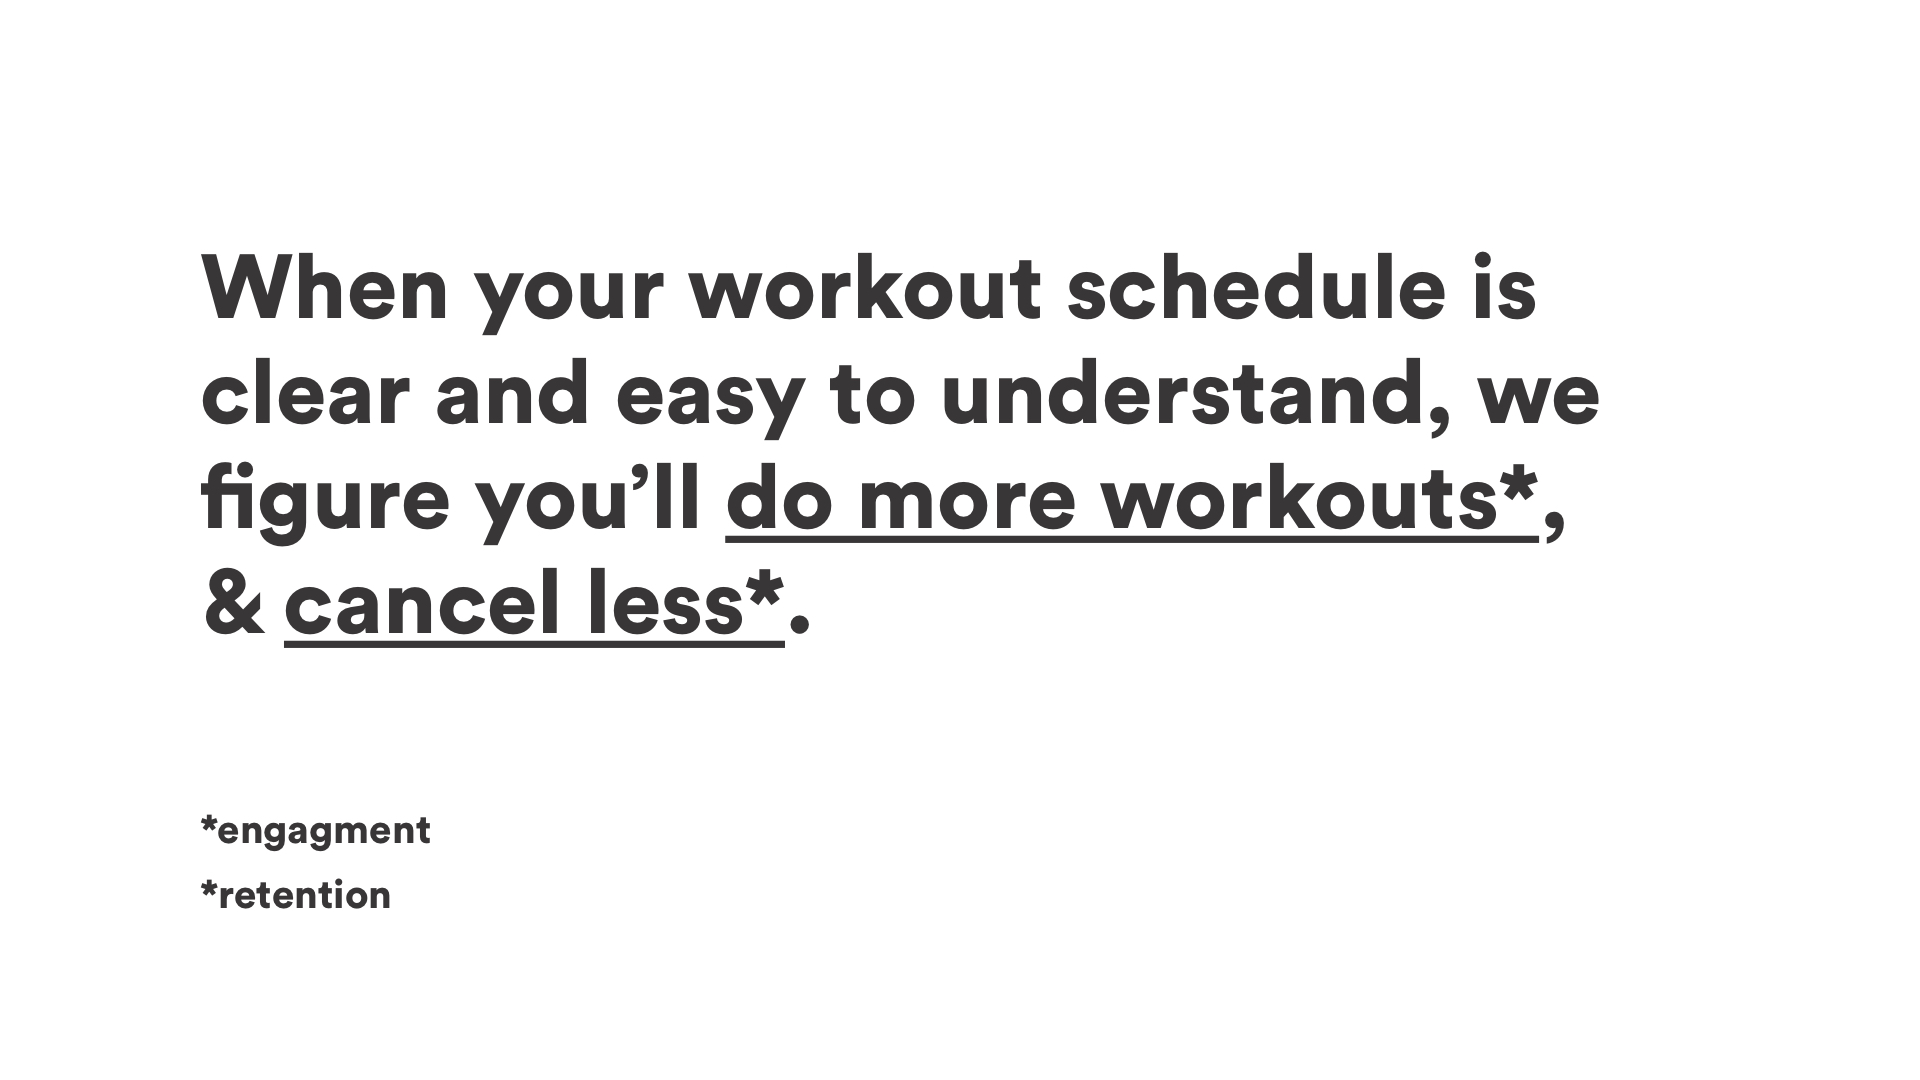 When your workout schedule is
clear and easy to understand, we
figure you’ll do more workouts*,
& cancel less*.
*engagment
*retention